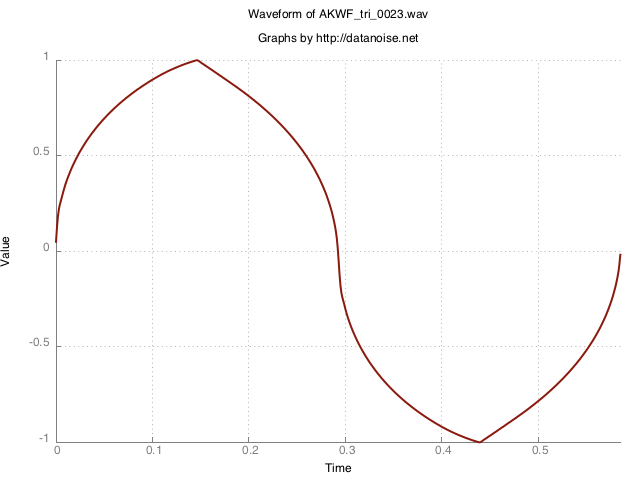 Waveform of AKWF_tri_0023.wav
Graphs by http://datanoise.net
1
0.5
0
-0.5
-1
Value
0 0.1 0.2 0.3 0.4 0.5
Time